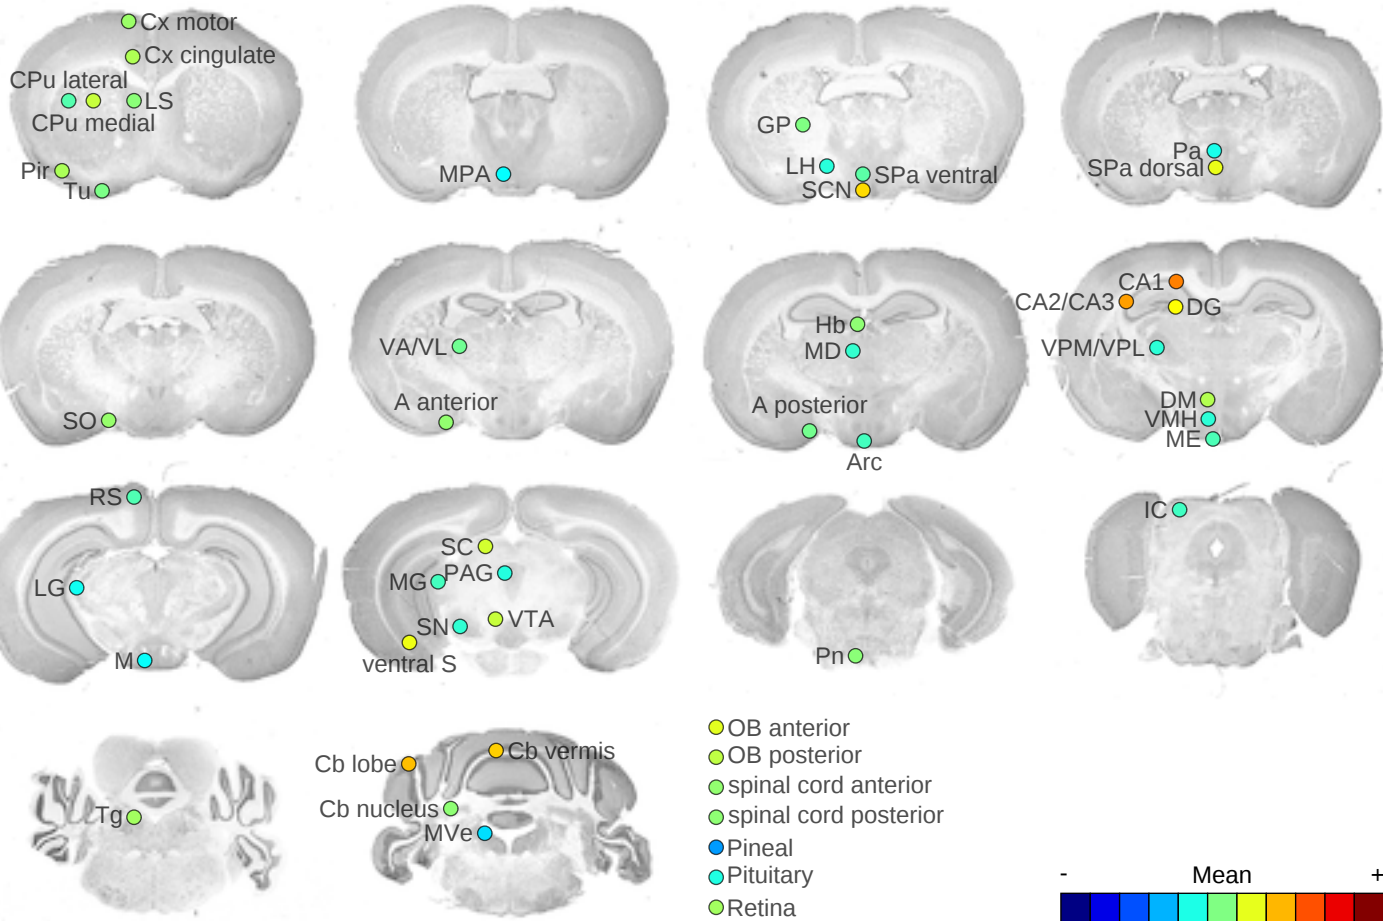 Cx motor
Cx cingulate
CPu lateral
LS
CPu medial
Pir
Tu
MPA
GP
LH
SPa ventral
SCN
Pa
SPa dorsal
SO
VA/VL
A anterior
Hb
MD
A posterior
Arc
CA1
CA2/CA3
DG
VPM/VPL
DM
VMH
ME
RS
LG
M
SC
MG
PAG
SN
VTA
ventral S
Pn
IC
Tg
Cb lobe
Cb vermis
Cb nucleus
MVe
OB anterior
OB posterior
spinal cord anterior
spinal cord posterior
Pineal
Pituitary
Retina
- Mean +